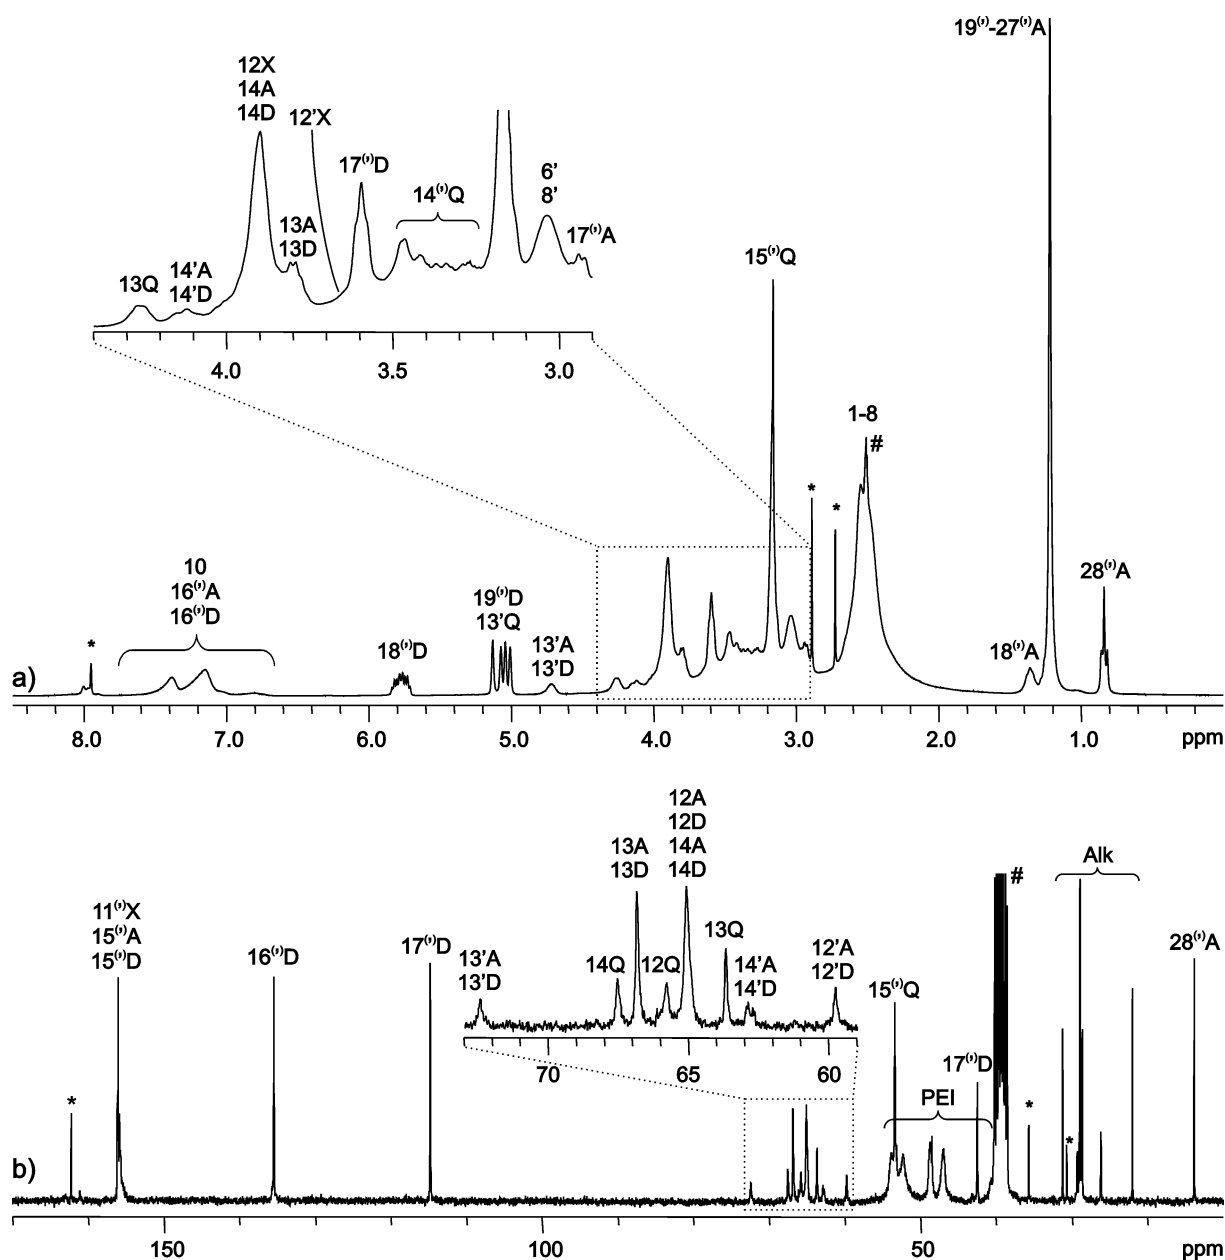 19⁽'⁾-27⁽'⁾A
12X
14A
14D
12'X
17⁽'⁾D
14⁽'⁾Q
6'
8'
17⁽'⁾A
13A
13D
14'A
14'D
13Q
4.0 3.5 3.0
15⁽'⁾Q
1-8
#
*
*
10
16⁽'⁾A
16⁽'⁾D
*
18⁽'⁾D
19⁽'⁾D
13'Q
13'A
13'D
18⁽'⁾A
28⁽'⁾A
a)
8.0 7.0 6.0 5.0 4.0 3.0 2.0 1.0 ppm
12A
12D
14A
14D
13A
13D
13'A
13'D
14Q
12Q
13Q
14'A
14'D
12'A
12'D
70 65 60
11⁽'⁾X
15⁽'⁾A
15⁽'⁾D
*
16⁽'⁾D
17⁽'⁾D
15⁽'⁾Q
PEI
17⁽'⁾D
#
Alk
*
*
28⁽'⁾A
b)
150 100 50 ppm